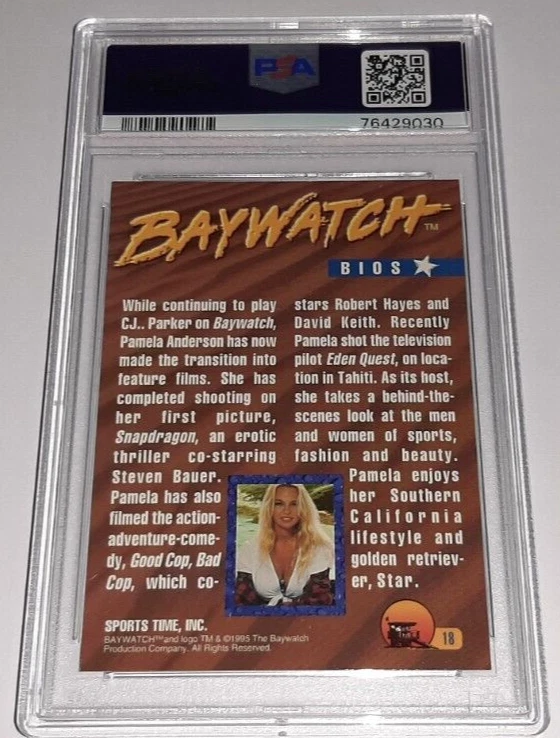 PSA
76429030
BAYWATCH™
BIOS
While continuing to play
CJ.. Parker on Baywatch,
Pamela Anderson has now
made the transition into
feature films. She has
completed shooting on
her first picture,
Snapdragon, an erotic
thriller co-starring
Steven Bauer.
Pamela has also
filmed the action-
adventure-come-
dy, Good Cop, Bad
Cop, which co-
stars Robert Hayes and
David Keith. Recently
Pamela shot the television
pilot Eden Quest, on loca-
tion in Tahiti. As its host,
she takes a behind-the-
scenes look at the men
and women of sports,
fashion and beauty.
Pamela enjoys
her Southern
California
lifestyle and
golden retriev-
er, Star.
SPORTS TIME, INC.
BAYWATCH™and logo TM & ©1995 The Baywatch
Production Company. All Rights Reserved.
18